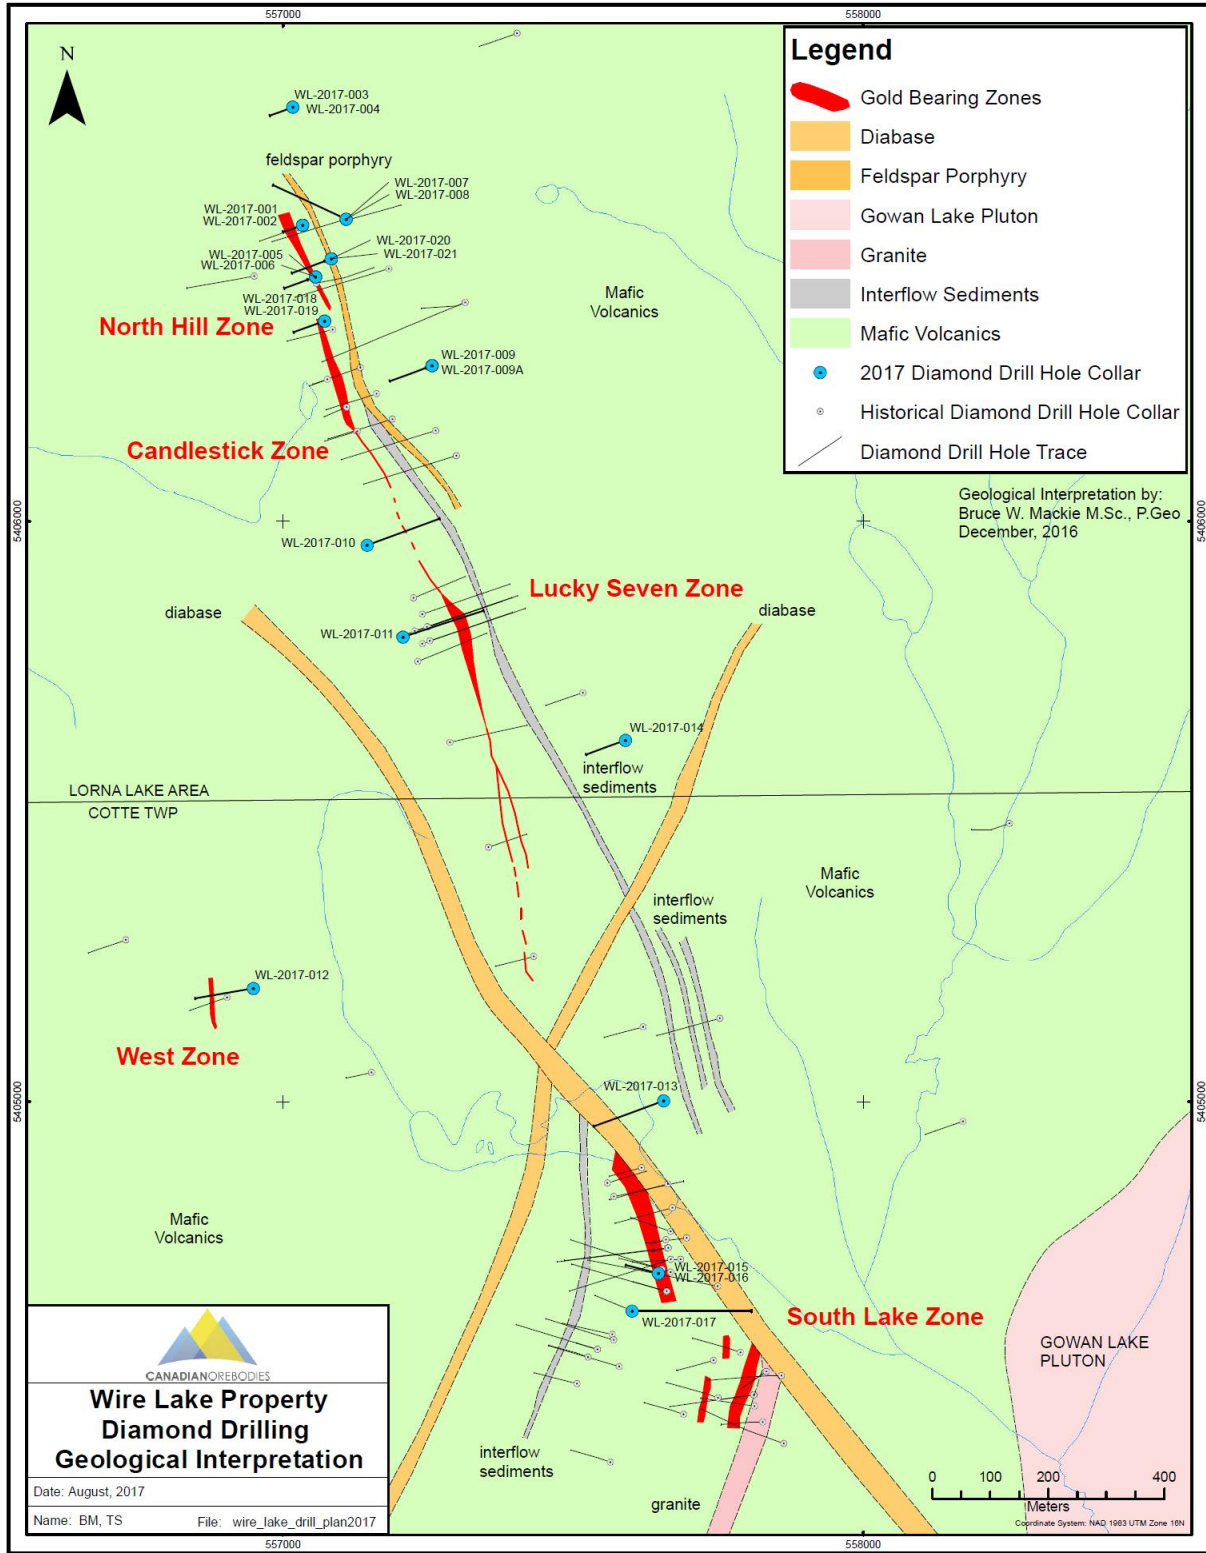 557000
558000
N
Legend
Gold Bearing Zones
Diabase
Feldspar Porphyry
Gowan Lake Pluton
Granite
Interflow Sediments
Mafic Volcanics
2017 Diamond Drill Hole Collar
Historical Diamond Drill Hole Collar
Diamond Drill Hole Trace
Geological Interpretation by:
Bruce W. Mackie M.Sc., P.Geo
December, 2016
WL-2017-003
WL-2017-004
feldspar porphyry
WL-2017-007
WL-2017-008
WL-2017-001
WL-2017-002
WL-2017-020
WL-2017-021
WL-2017-005
WL-2017-006
WL-2017-018
WL-2017-019
North Hill Zone
Mafic
Volcanics
WL-2017-009
WL-2017-009A
Candlestick Zone
5406000
5406000
WL-2017-010
Lucky Seven Zone
diabase
diabase
WL-2017-011
WL-2017-014
interflow
sediments
LORNA LAKE AREA
COTTE TWP
Mafic
Volcanics
interflow
sediments
WL-2017-012
West Zone
WL-2017-013
5405000
5405000
Mafic
Volcanics
WL-2017-015
WL-2017-016
WL-2017-017
South Lake Zone
GOWAN LAKE
PLUTON
CANADIANOREBODIES
Wire Lake Property
Diamond Drilling
Geological Interpretation
Date: August, 2017
Name: BM, TS
File: wire_lake_drill_plan2017
interflow
sediments
granite
0 100 200 400
Meters
Coordinate System: NAD 1983 UTM Zone 16N
557000
558000